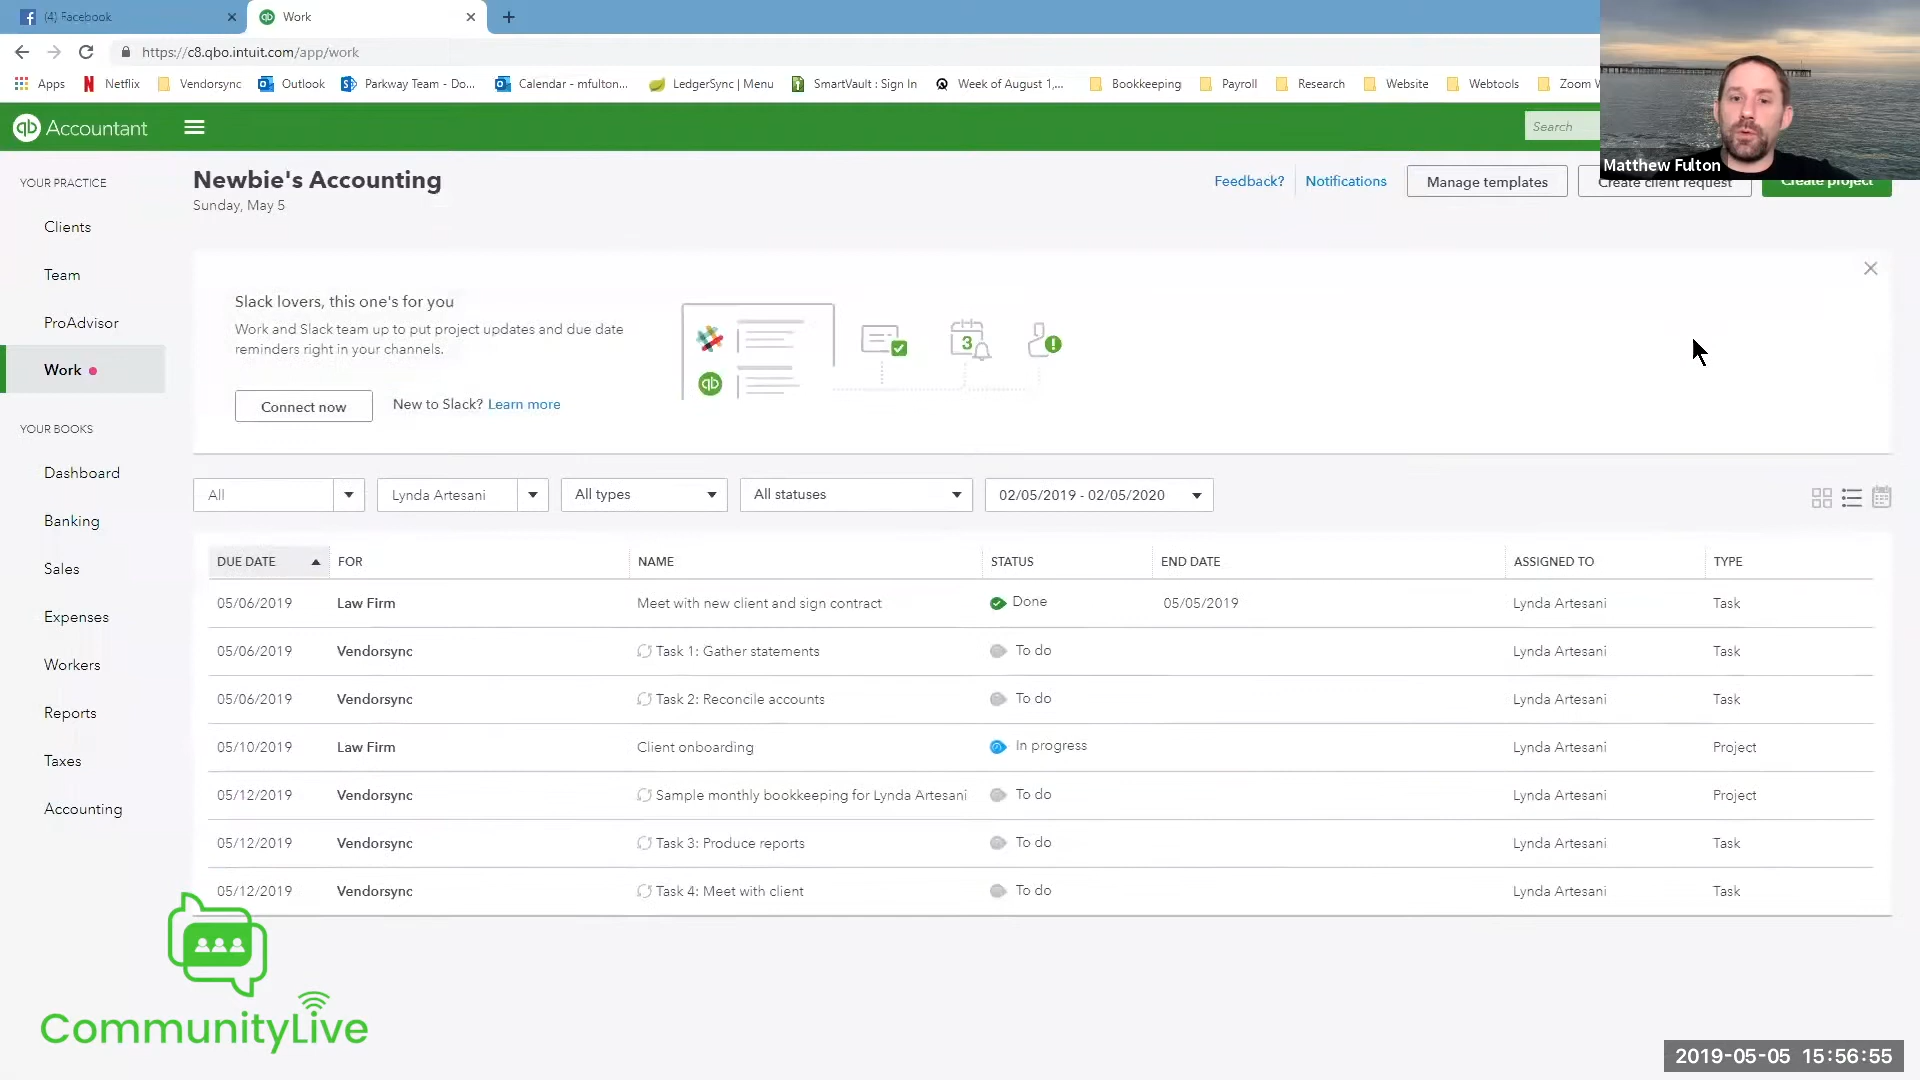 (4) Facebook
Work
https://c8.qbo.intuit.com/app/work
Apps
Netflix
Vendorsync
Outlook
Parkway Team - Do...
Calendar - mfulton...
LedgerSync | Menu
SmartVault : Sign In
Week of August 1,...
Bookkeeping
Payroll
Research
Website
Webtools
Zoom W
qb Accountant
Search
Matthew Fulton
YOUR PRACTICE
Clients
Team
ProAdvisor
Work
YOUR BOOKS
Dashboard
Banking
Sales
Expenses
Workers
Reports
Taxes
Accounting
Newbie's Accounting
Sunday, May 5
Feedback?
Notifications
Manage templates
Create client request
Create project
Slack lovers, this one's for you
Work and Slack team up to put project updates and due date
reminders right in your channels.
Connect now
New to Slack? Learn more
qb
3
All
Lynda Artesani
All types
All statuses
02/05/2019 - 02/05/2020
DUE DATE FOR NAME STATUS END DATE ASSIGNED TO TYPE
05/06/2019 Law Firm Meet with new client and sign contract Done 05/05/2019 Lynda Artesani Task
05/06/2019 Vendorsync Task 1: Gather statements To do Lynda Artesani Task
05/06/2019 Vendorsync Task 2: Reconcile accounts To do Lynda Artesani Task
05/10/2019 Law Firm Client onboarding In progress Lynda Artesani Project
05/12/2019 Vendorsync Sample monthly bookkeeping for Lynda Artesani To do Lynda Artesani Project
05/12/2019 Vendorsync Task 3: Produce reports To do Lynda Artesani Task
05/12/2019 Vendorsync Task 4: Meet with client To do Lynda Artesani Task
CommunityLive
2019-05-05 15:56:55